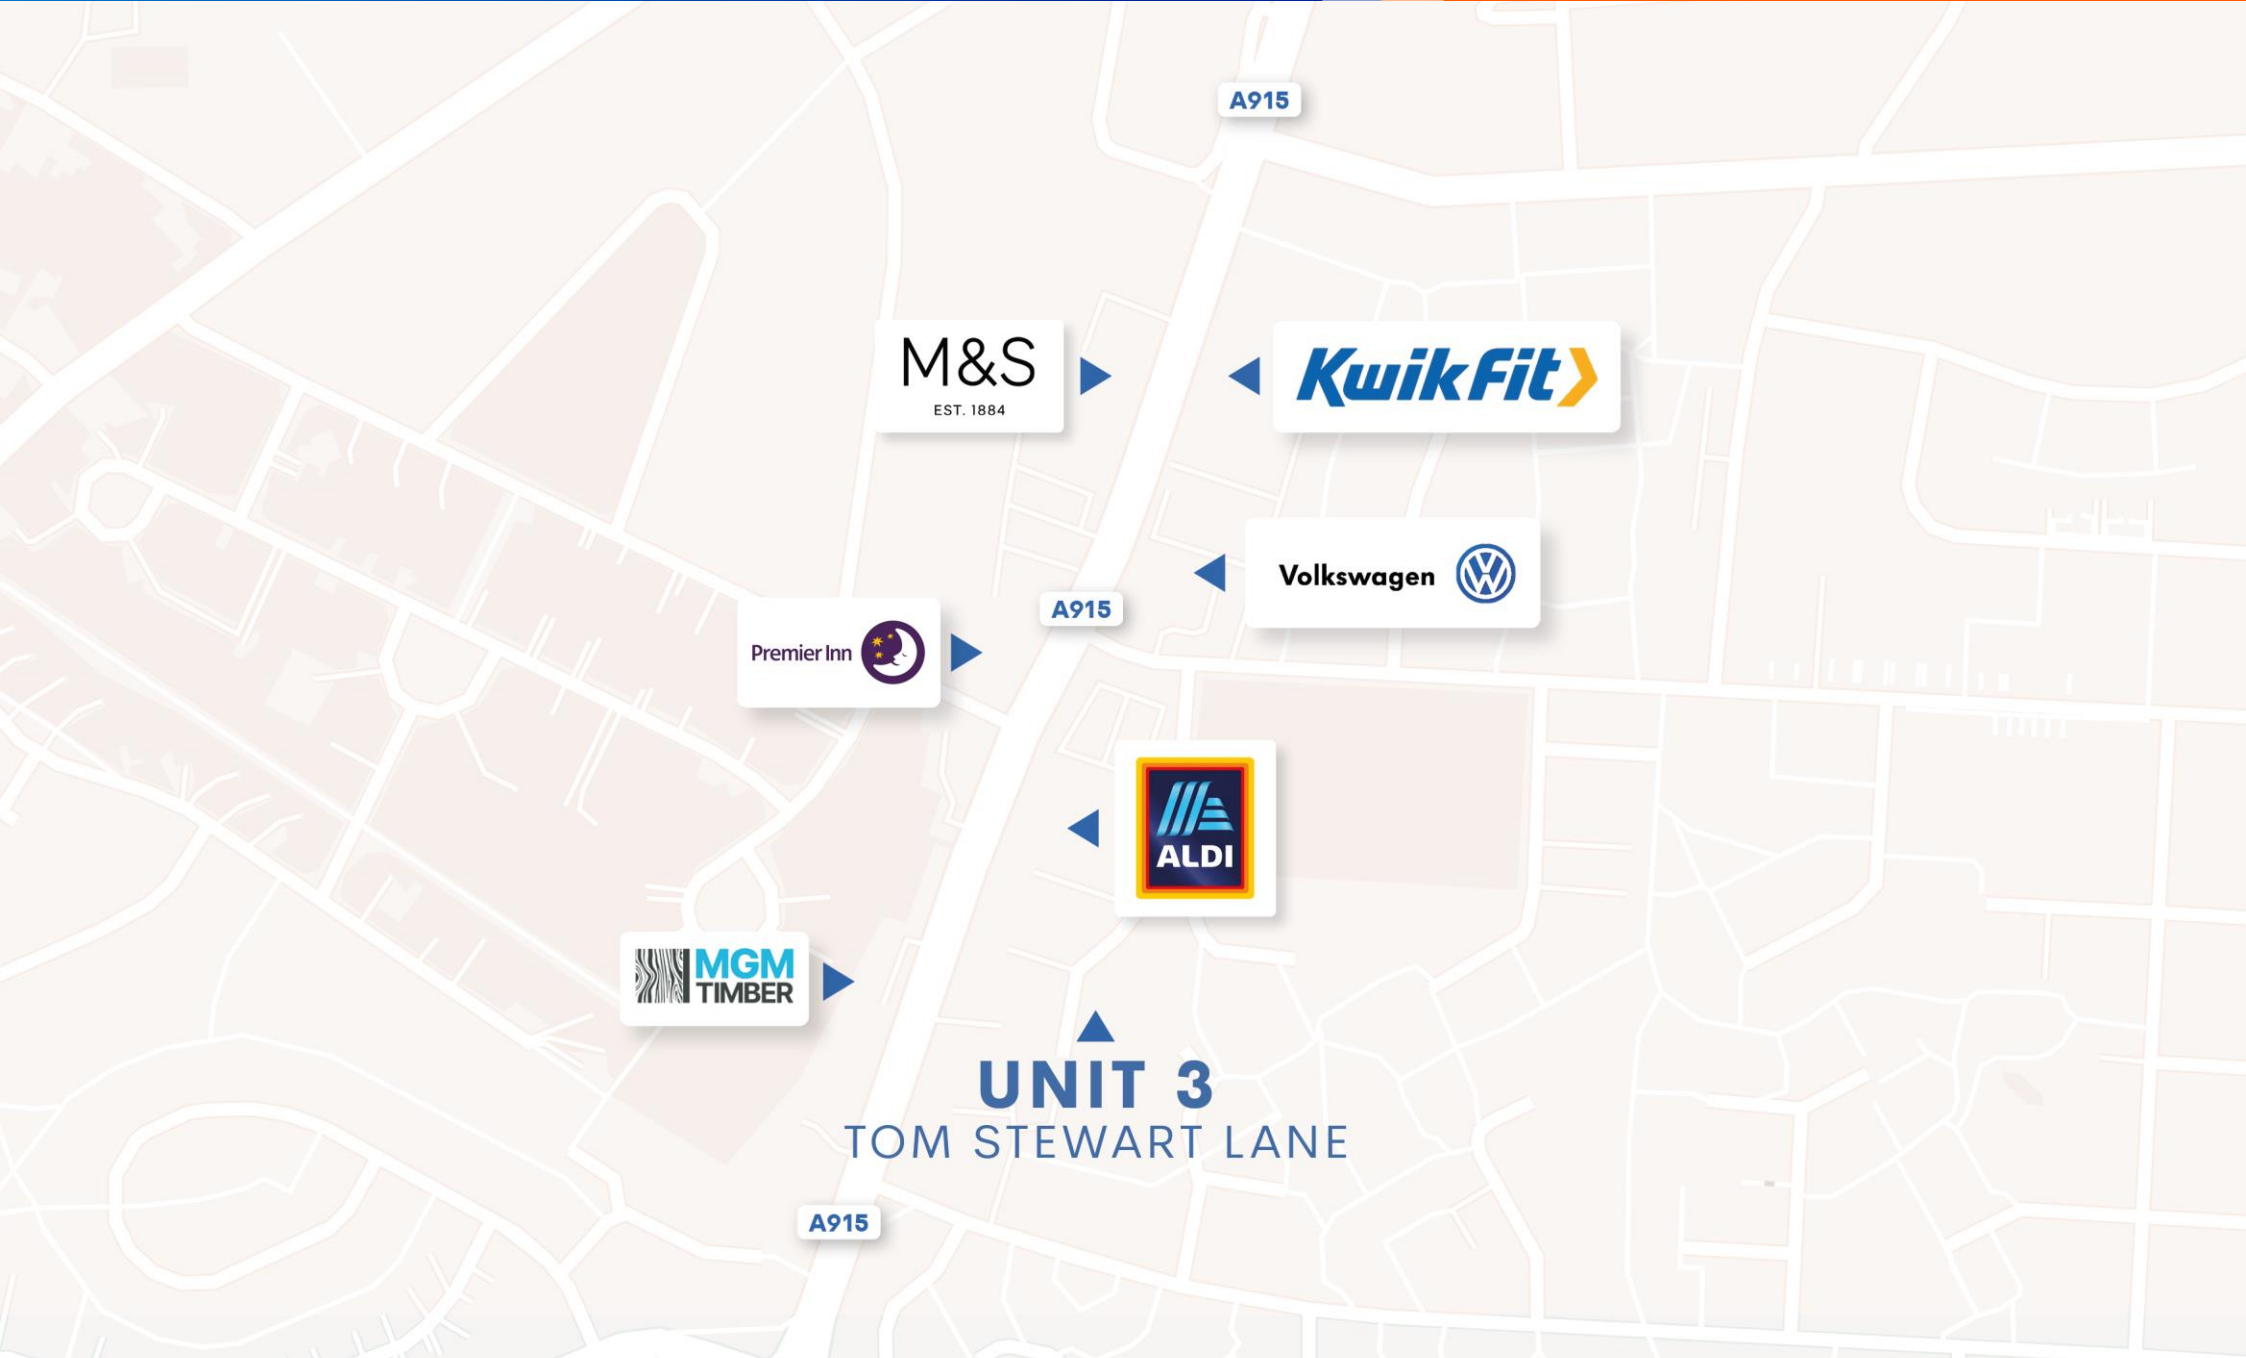 A915
M&S
EST. 1884
KwikFit
Volkswagen
A915
Premier Inn
ALDI
MGM
TIMBER
UNIT 3
TOM STEWART LANE
A915